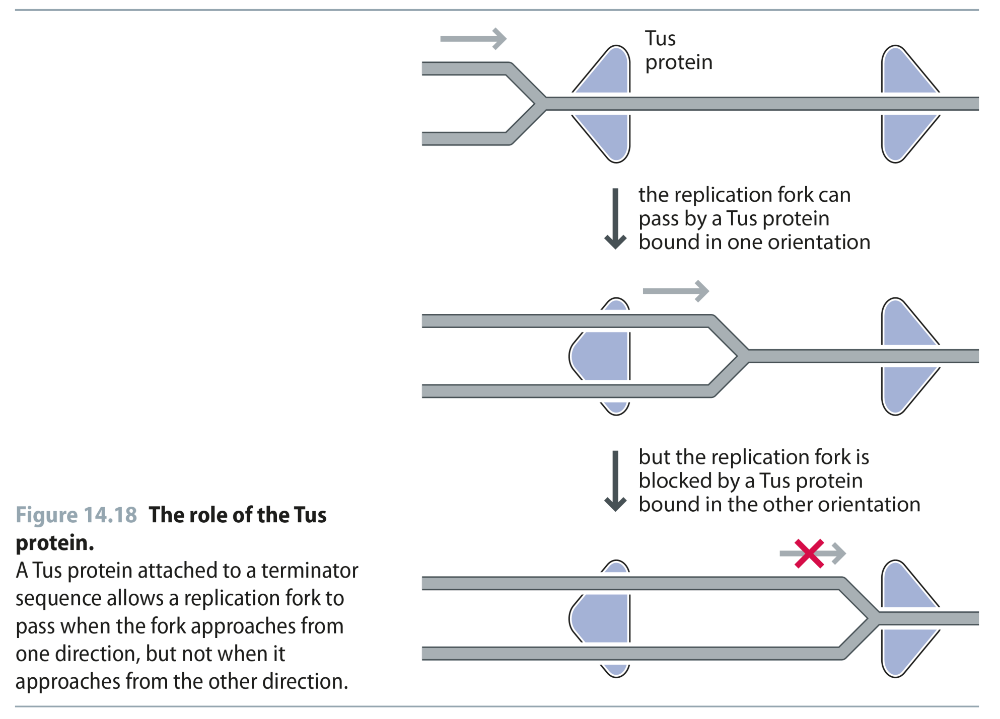 Tus
protein
the replication fork can
pass by a Tus protein
bound in one orientation
but the replication fork is
blocked by a Tus protein
bound in the other orientation
Figure 14.18 The role of the Tus
protein.
A Tus protein attached to a terminator
sequence allows a replication fork to
pass when the fork approaches from
one direction, but not when it
approaches from the other direction.